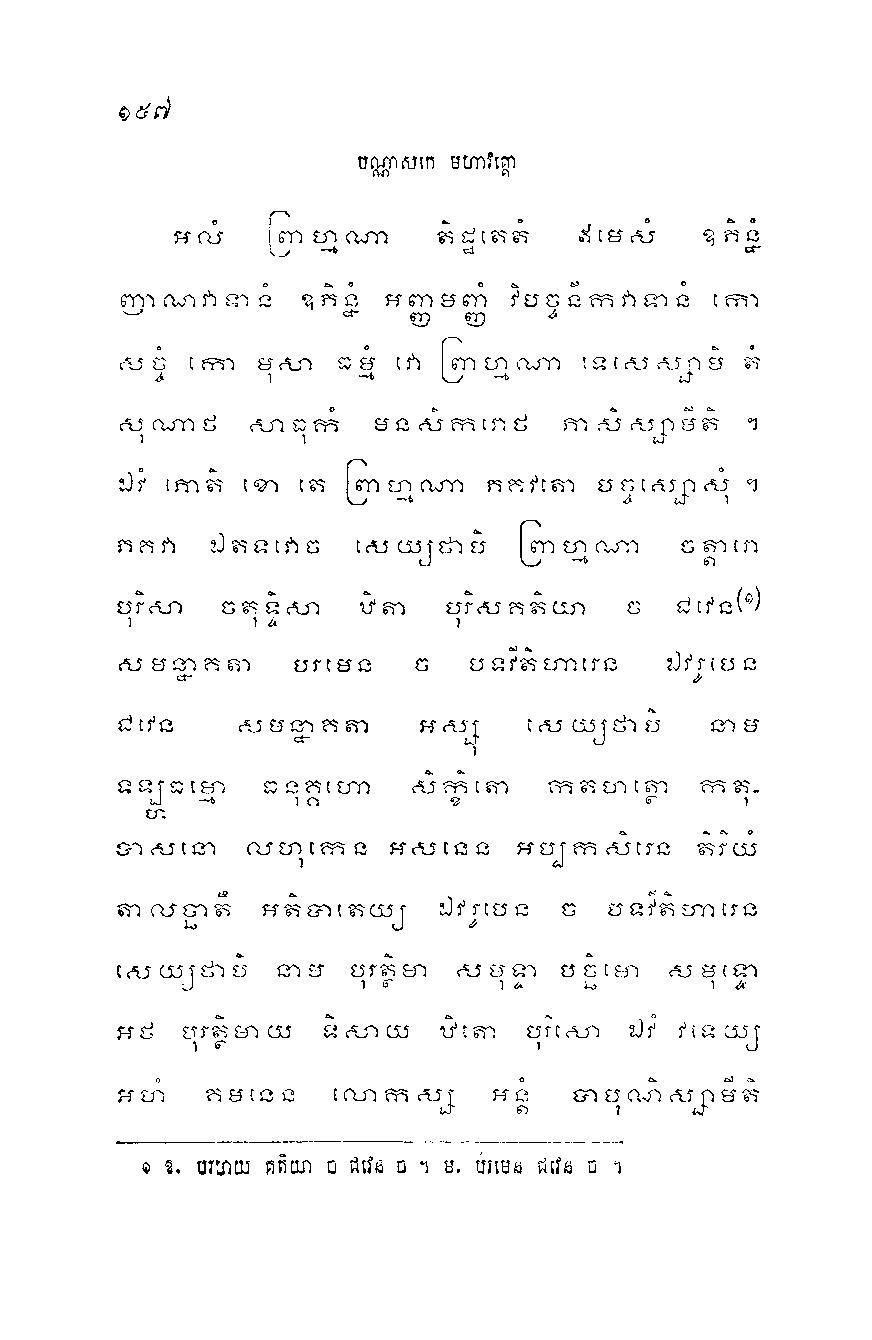 ១៥៧
បណ្ណាសកេ មហាវគ្គោ
អលំ ព្រាហ្មណា តិដ្ឋតេតំ ឥមេសំ ឧភិន្នំ
ញាណវាទានំ ឧភិន្នំ អញ្ញមញ្ញំ វិបច្ចនីកវាទានំ កោ
សច្ចំ កោ មុសា ធម្មំ វោ ព្រាហ្មណា ទេសេស្សាមិ តំ
សុណាថ សាធុកំ មនសិករោថ ភាសិស្សាមីតិ ។
ឯវំ ភោតិ ខោ តេ ព្រាហ្មណា ភគវតោ បច្ចស្សោសុំ ។
ភគវា ឯតទវោច សេយ្យថាបិ ព្រាហ្មណា ចត្តារោ
បុរិសា ចតុទ្ទិសា ឋិតា បុរិសគតិយា ច ជវេន(១)
សមន្នាគតា បរមេន ច បទវីតិហារេន ឯវរូបេន
ជវេន សមន្នាគតា អស្សុ សេយ្យថាបិ នាម
ទឡ្ហធម្មោ ធនុគ្គហោ សិក្ខិតោ កតហត្ថោ កតុ-
បាសនោ លហុកេន អសនេន អប្បកសិរេន តិរិយំ
តាលច្ឆាតឹ អតិបាតេយ្យ ឯវរូបេន ច បទវីតិហារេន
សេយ្យថាបិ នាម បុរត្ថិមា សមុទ្ទា បច្ឆិមោ សមុទ្ទោ
អថ បុរត្ថិមាយ ទិសាយ ឋិតោ បុរិសោ ឯវំ វទេយ្យ
អហំ គមនេន លោកស្ស អន្តំ បាបុណិស្សាមីតិ
១ ឱ. បរមាយ គតិយា ច ជវេន ច ។ ម. បរមេន ជវេន ច ។